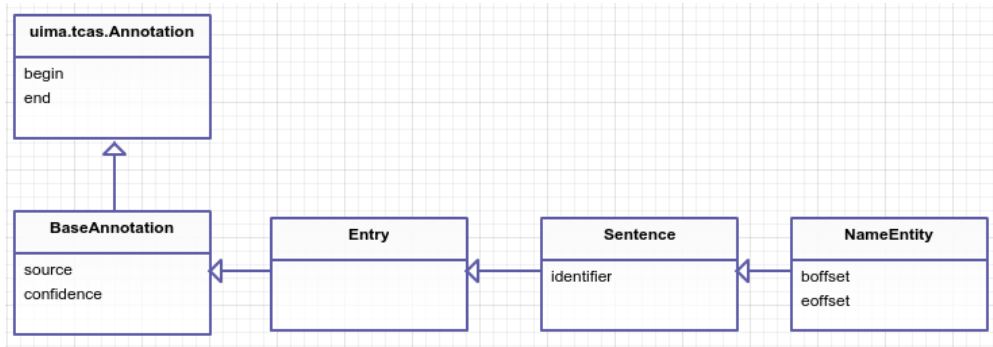 uima.tcas.Annotation
begin
end
BaseAnnotation
source
confidence
Entry
Sentence
identifier
NameEntity
boffset
eoffset